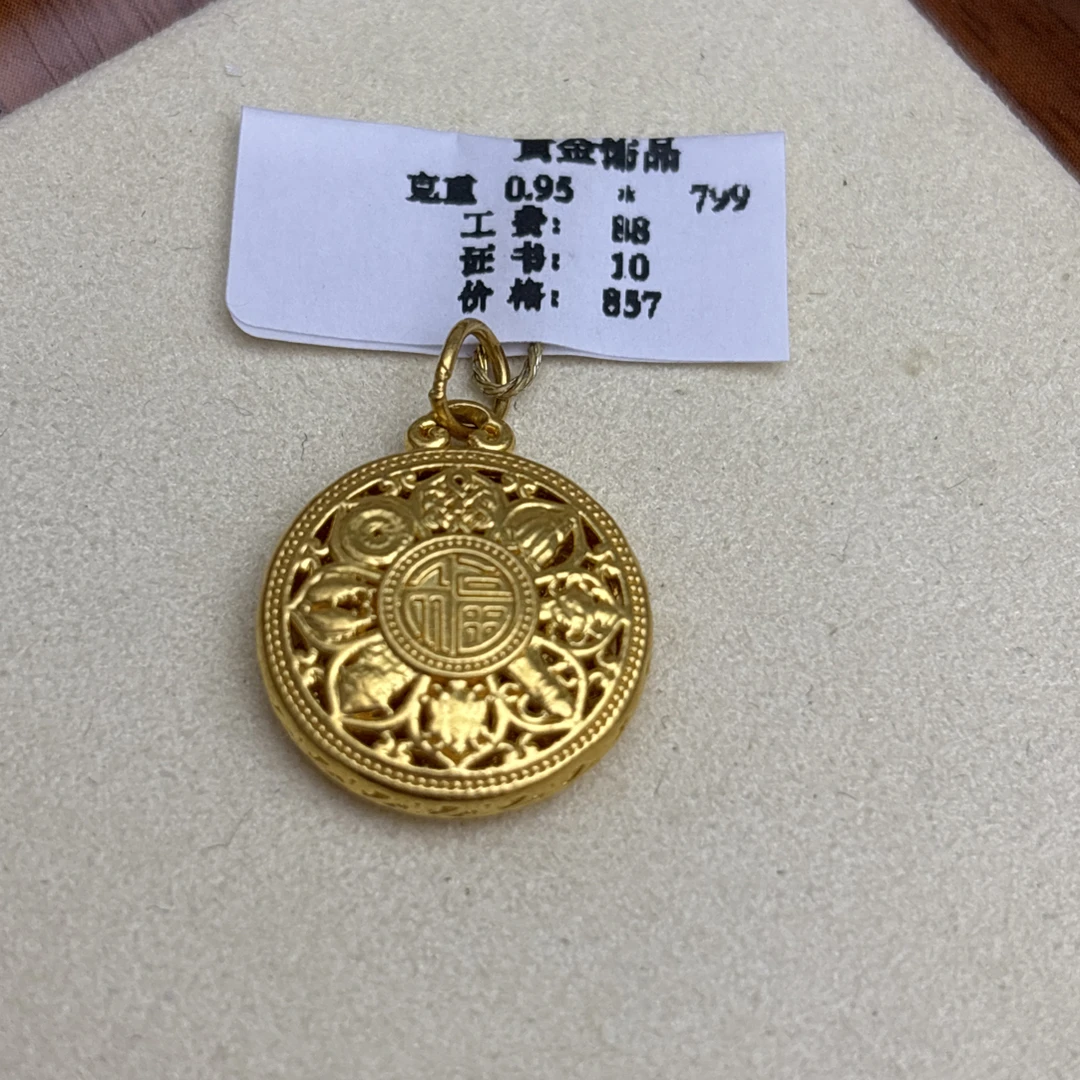 黄金饰品
克重 0.95 * 799
工 费: 88
证 书: 10
价 格: 857
福